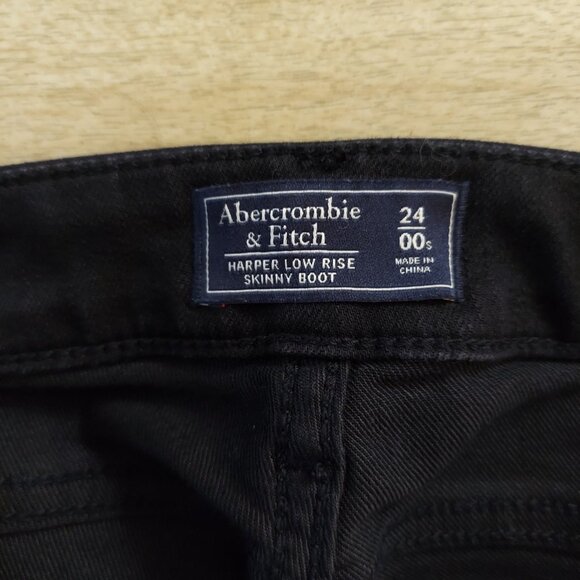 Abercrombie
& Fitch
HARPER LOW RISE
SKINNY BOOT
24
00s
MADE IN
CHINA